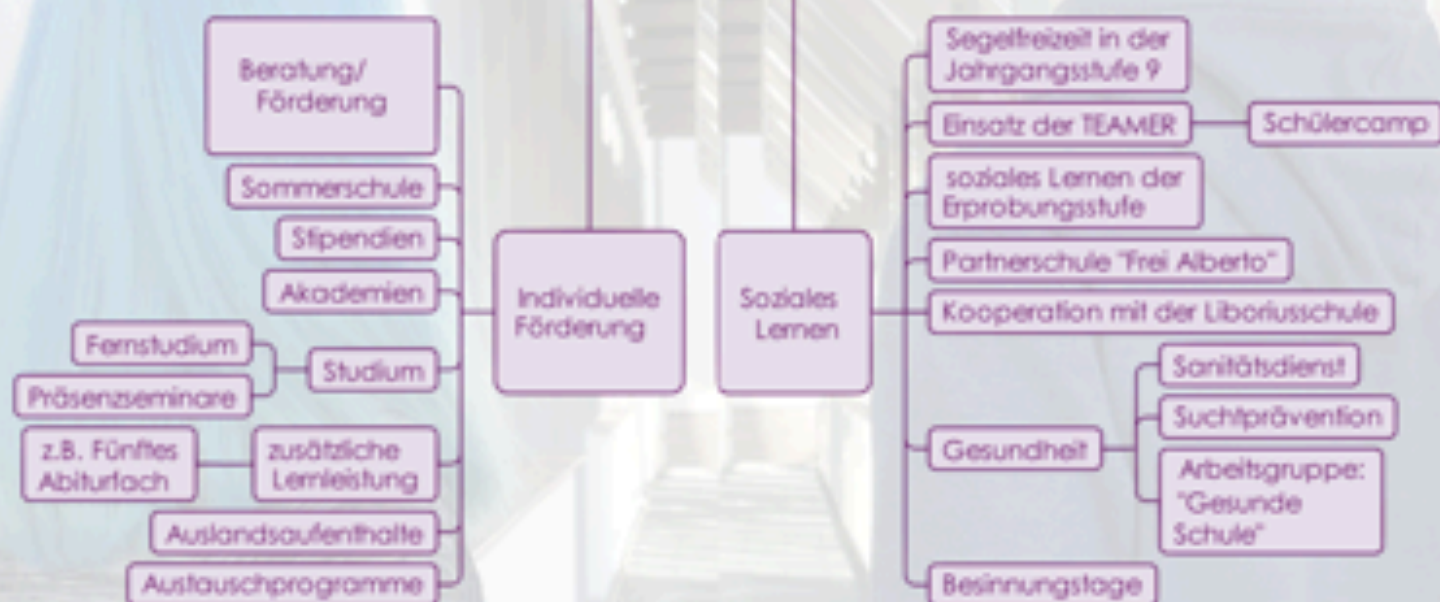 Beratung/
Förderung
Sommerschule
Stipendien
Akademien
Fernstudium
Studium
Präsenzseminare
z.B. Fünftes
Abiturfach
zusätzliche
Lernleistung
Auslandsaufenthalte
Austauschprogramme
Individuelle
Förderung
Soziales
Lernen
Segelfreizeit in der
Jahrgangsstufe 9
Einsatz der TEAMER
Schülercamp
soziales Lernen der
Erprobungsstufe
Partnerschule "Frei Alberto"
Kooperation mit der Liboriusschule
Gesundheit
Sanitätsdienst
Suchtprävention
Arbeitsgruppe:
"Gesunde
Schule"
Besinnungstage